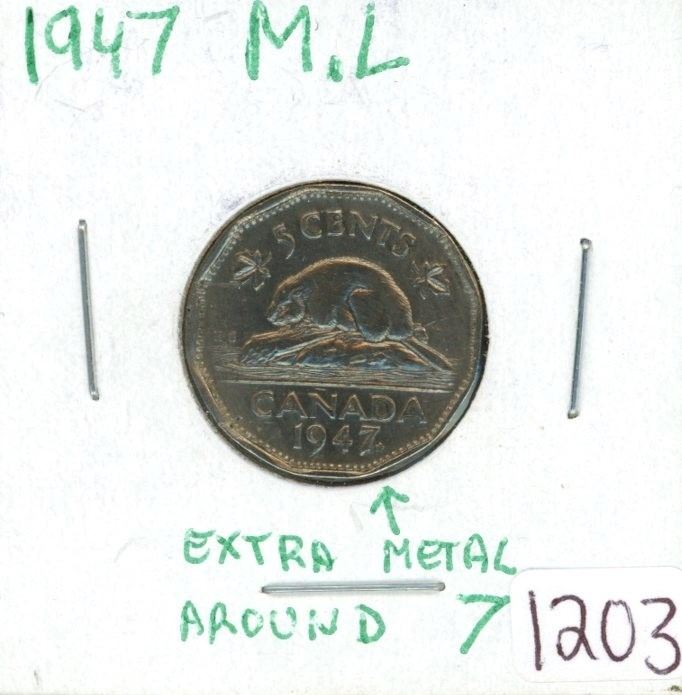 1947 M.L
5 CENTS
CANADA
1947
EXTRA METAL
AROUND 7
1203